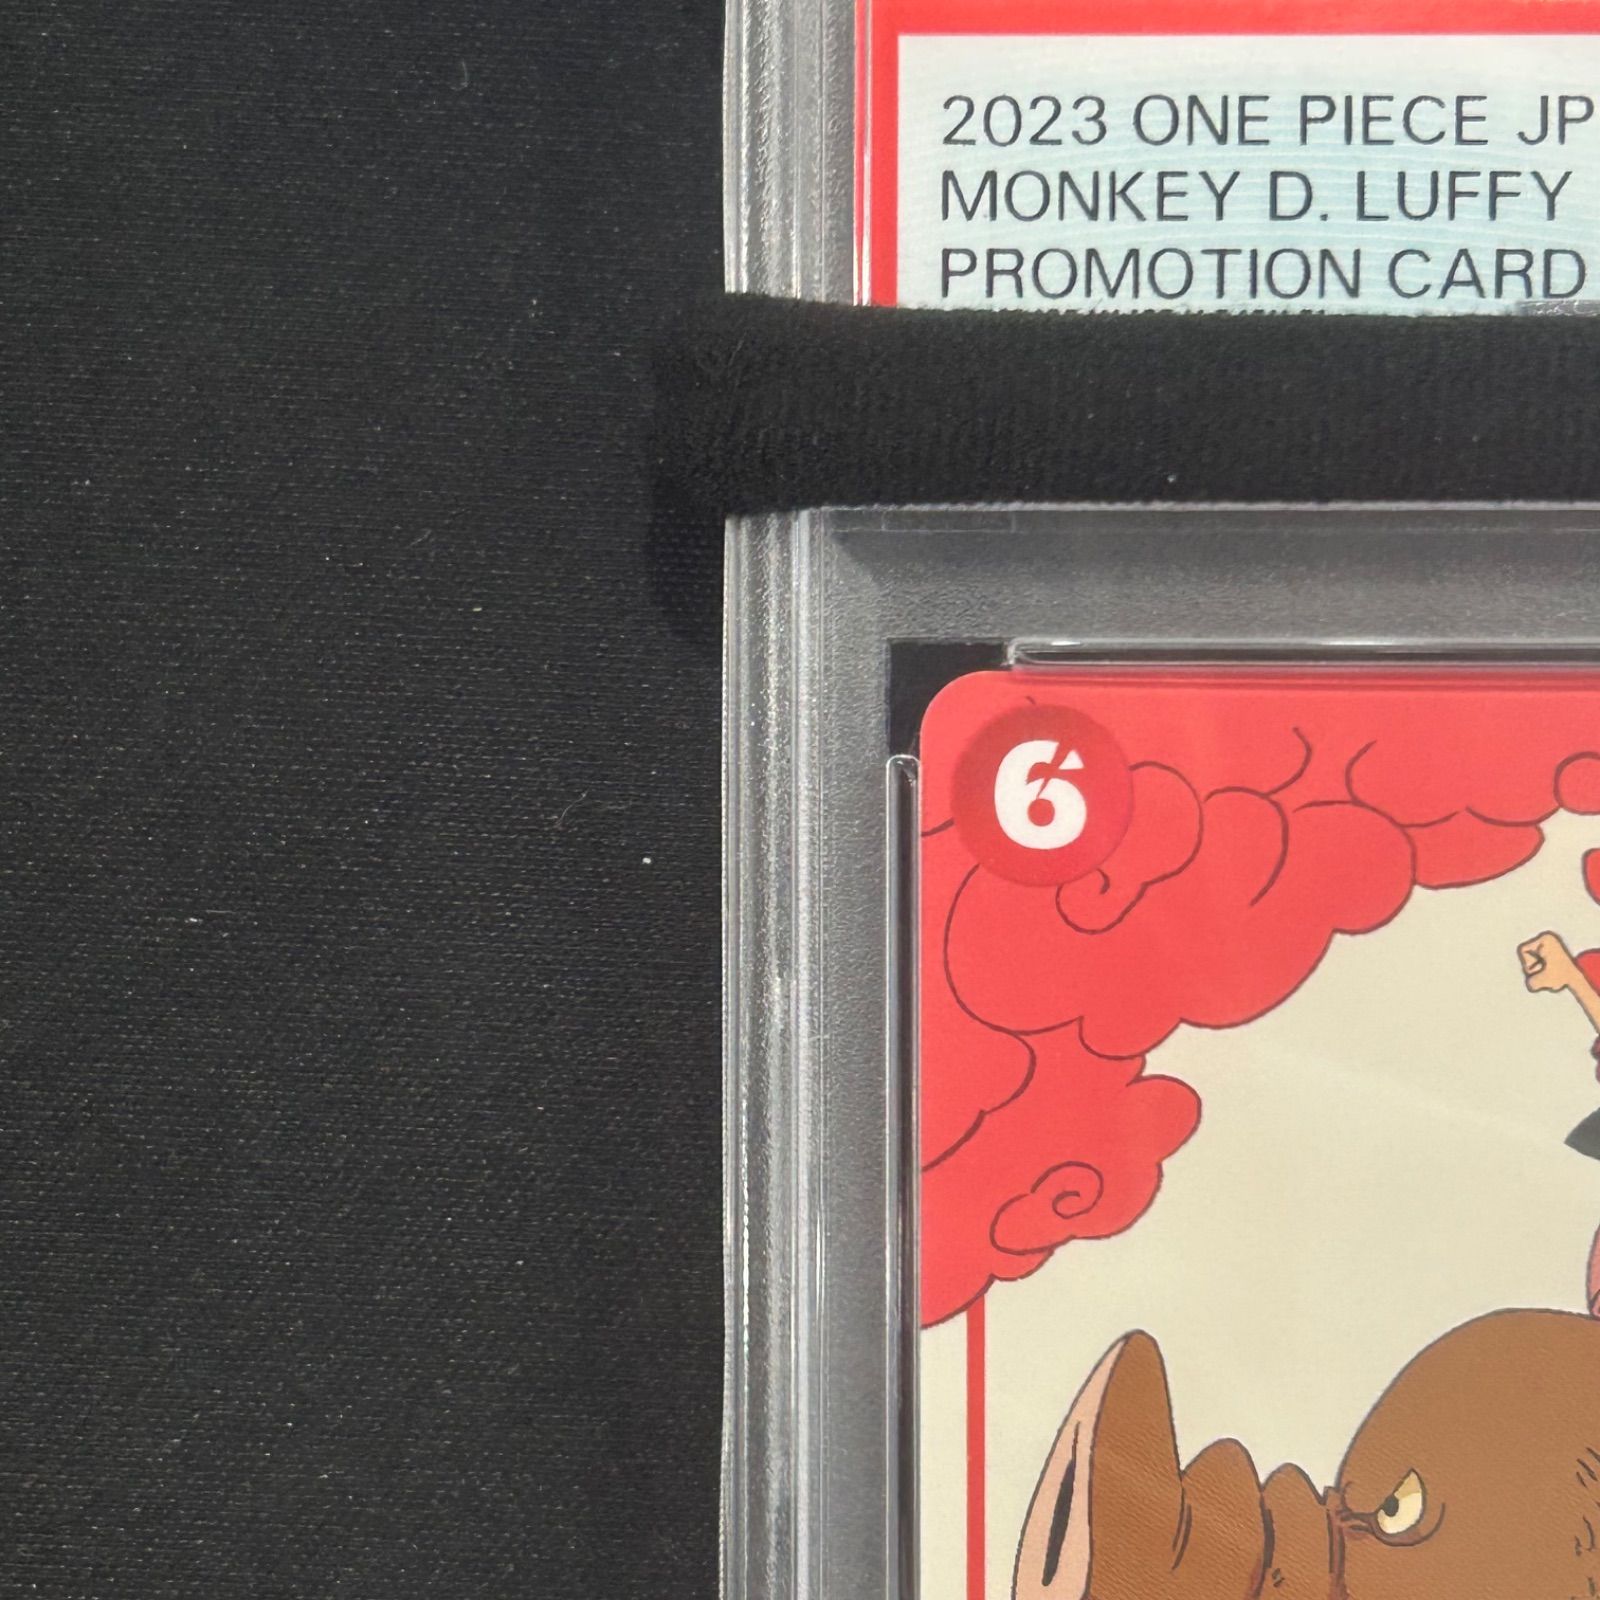 2023 ONE PIECE JP
MONKEY D. LUFFY
PROMOTION CARD
6